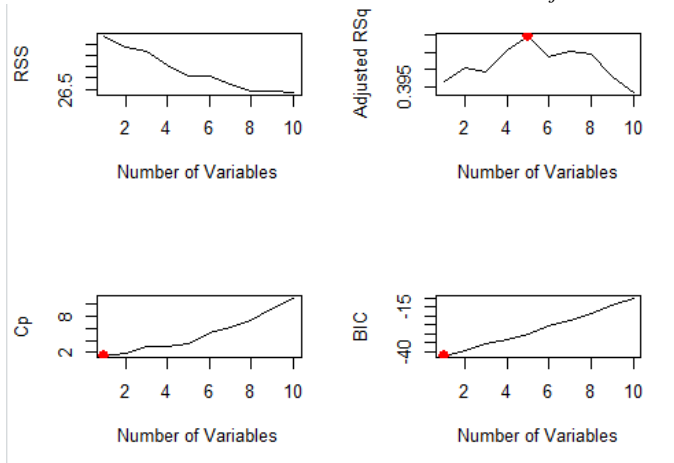 RSS
26.5
2 4 6 8 10
Number of Variables
Adjusted RSq
0.395
2 4 6 8 10
Number of Variables
Cp
8
2
2 4 6 8 10
Number of Variables
BIC
-15
-40
2 4 6 8 10
Number of Variables